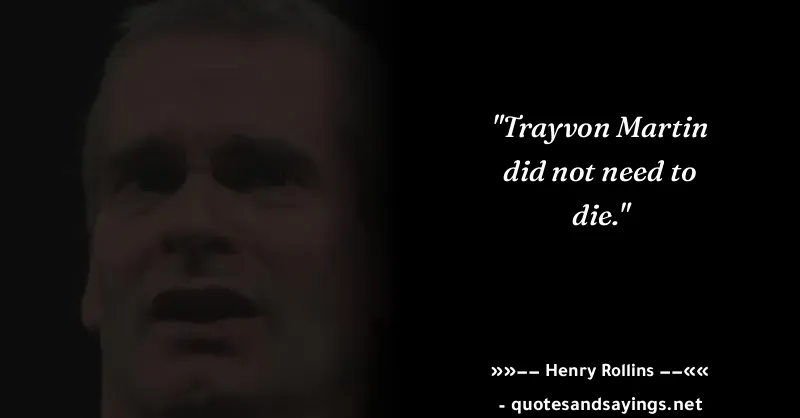 "Trayvon Martin
did not need to
die."
»»–– Henry Rollins ––««
- quotesandsayings.net